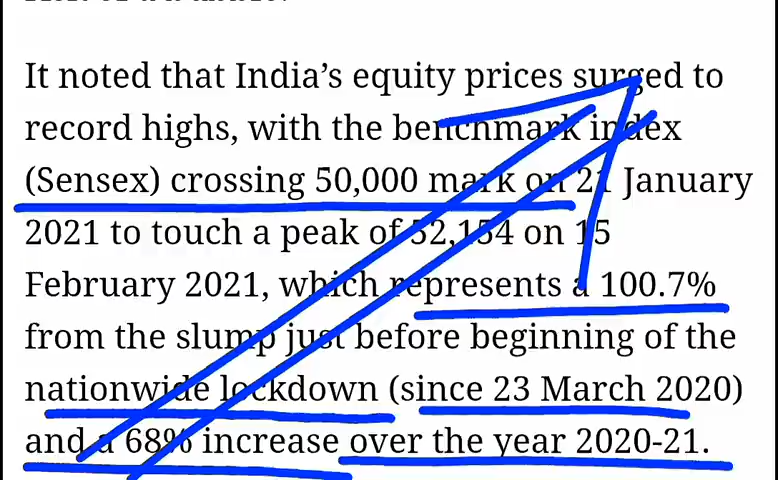 It noted that India’s equity prices surged to
record highs, with the benchmark index
(Sensex) crossing 50,000 mark on 21 January
2021 to touch a peak of 52,154 on 15
February 2021, which represents a 100.7%
from the slump just before beginning of the
nationwide lockdown (since 23 March 2020)
and a 68% increase over the year 2020-21.